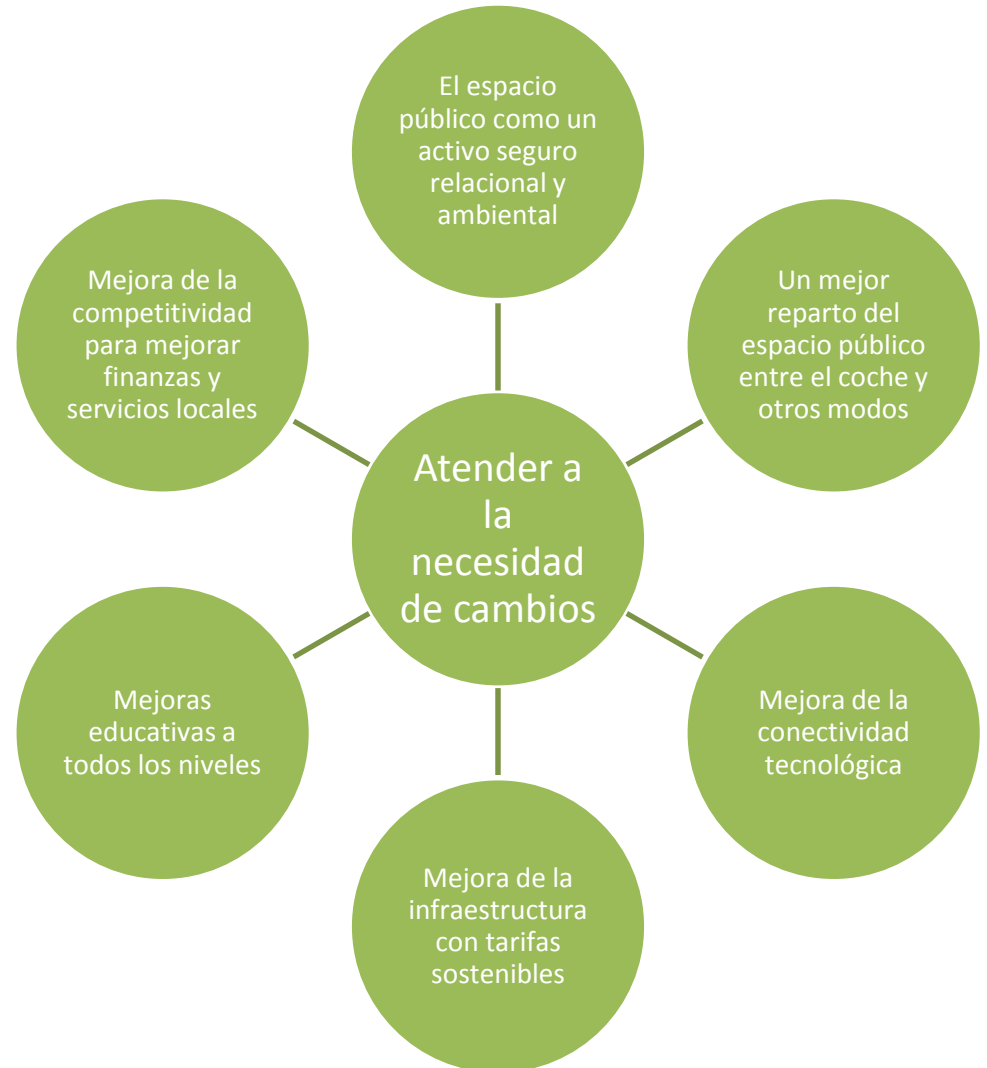 El espacio
público como un
activo seguro
relacional y
ambiental
Mejora de la
competitividad
para mejorar
finanzas y
servicios locales
Un mejor
reparto del
espacio público
entre el coche y
otros modos
Atender a
la
necesidad
de cambios
Mejoras
educativas a
todos los niveles
Mejora de la
conectividad
tecnológica
Mejora de la
infraestructura
con tarifas
sostenibles